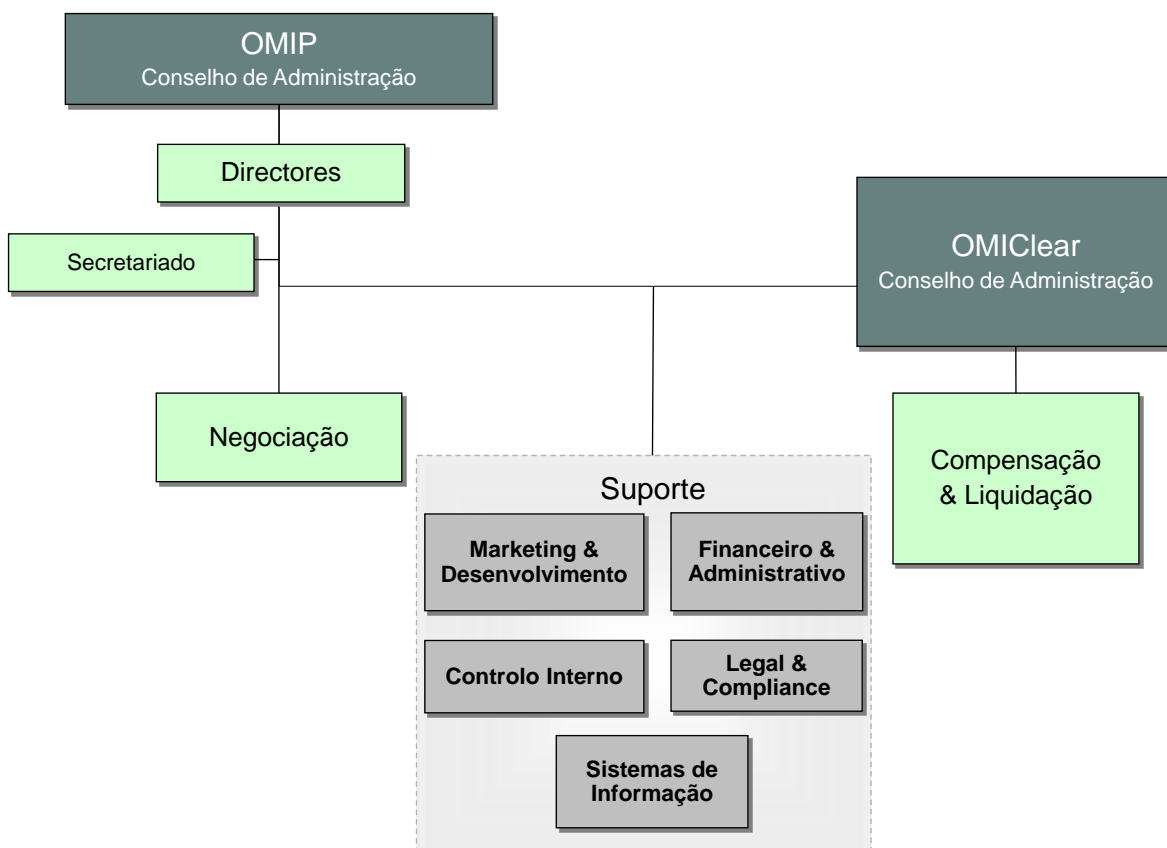 OMIP
Conselho de Administração
Directores
Secretariado
OMIClear
Conselho de Administração
Negociação
Compensação
& Liquidação
Suporte
Marketing &
Desenvolvimento
Financeiro &
Administrativo
Controlo Interno
Legal &
Compliance
Sistemas de
Informação